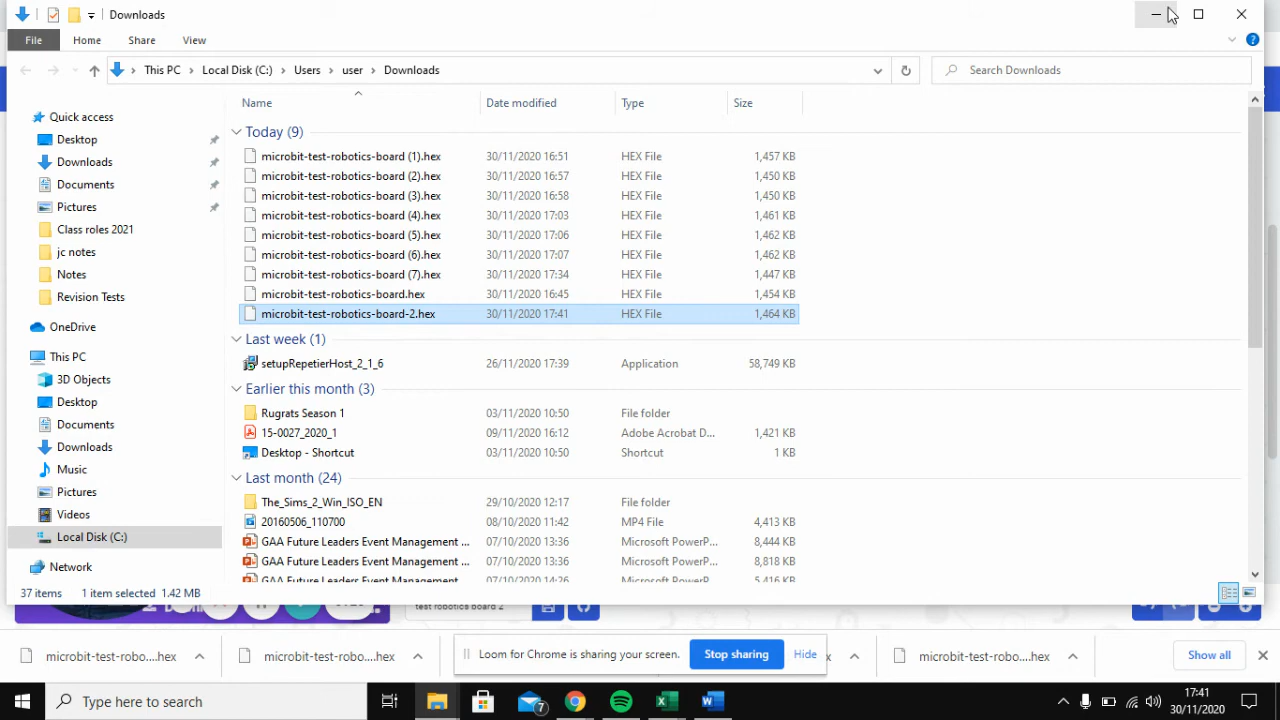 Downloads
File Home Share View
This PC Local Disk (C:) Users user Downloads Search Downloads
Name Date modified Type Size
Quick access
Desktop
Downloads
Documents
Pictures
Class roles 2021
jc notes
Notes
Revision Tests
OneDrive
This PC
3D Objects
Desktop
Documents
Downloads
Music
Pictures
Videos
Local Disk (C:)
Network
Today (9)
microbit-test-robotics-board (1).hex 30/11/2020 16:51 HEX File 1,457 KB
microbit-test-robotics-board (2).hex 30/11/2020 16:57 HEX File 1,450 KB
microbit-test-robotics-board (3).hex 30/11/2020 16:58 HEX File 1,450 KB
microbit-test-robotics-board (4).hex 30/11/2020 17:03 HEX File 1,461 KB
microbit-test-robotics-board (5).hex 30/11/2020 17:06 HEX File 1,462 KB
microbit-test-robotics-board (6).hex 30/11/2020 17:07 HEX File 1,462 KB
microbit-test-robotics-board (7).hex 30/11/2020 17:34 HEX File 1,447 KB
microbit-test-robotics-board.hex 30/11/2020 16:45 HEX File 1,454 KB
microbit-test-robotics-board-2.hex 30/11/2020 17:41 HEX File 1,464 KB
Last week (1)
setupRepetierHost_2_1_6 26/11/2020 17:39 Application 58,749 KB
Earlier this month (3)
Rugrats Season 1 03/11/2020 10:50 File folder
15-0027_2020_1 09/11/2020 16:12 Adobe Acrobat D... 1,421 KB
Desktop - Shortcut 03/11/2020 10:50 Shortcut 1 KB
Last month (24)
The_Sims_2_Win_ISO_EN 29/10/2020 12:17 File folder
20160506_110700 08/10/2020 11:42 MP4 File 4,413 KB
GAA Future Leaders Event Management ... 07/10/2020 13:36 Microsoft PowerP... 8,444 KB
GAA Future Leaders Event Management ... 07/10/2020 13:36 Microsoft PowerP... 8,818 KB
GAA Future Leaders Event Management 07/10/2020 14:26 Microsoft PowerP 5,416 KB
37 items 1 item selected 1.42 MB
test robotics board 2
microbit-test-robo....hex microbit-test-robo....hex Loom for Chrome is sharing your screen. Stop sharing Hide microbit-test-robo....hex Show all
Type here to search 7 17:41
30/11/2020